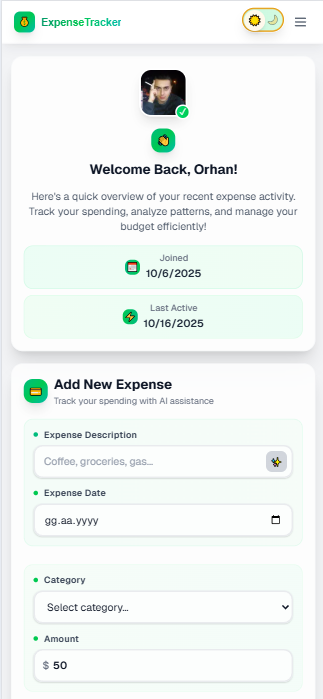 ExpenseTracker
Welcome Back, Orhan!
Here's a quick overview of your recent expense activity.
Track your spending, analyze patterns, and manage your
budget efficiently!
Joined
10/6/2025
Last Active
10/16/2025
Add New Expense
Track your spending with AI assistance
Expense Description
Coffee, groceries, gas...
Expense Date
gg.aa.yyyy
Category
Select category...
Amount
$ 50